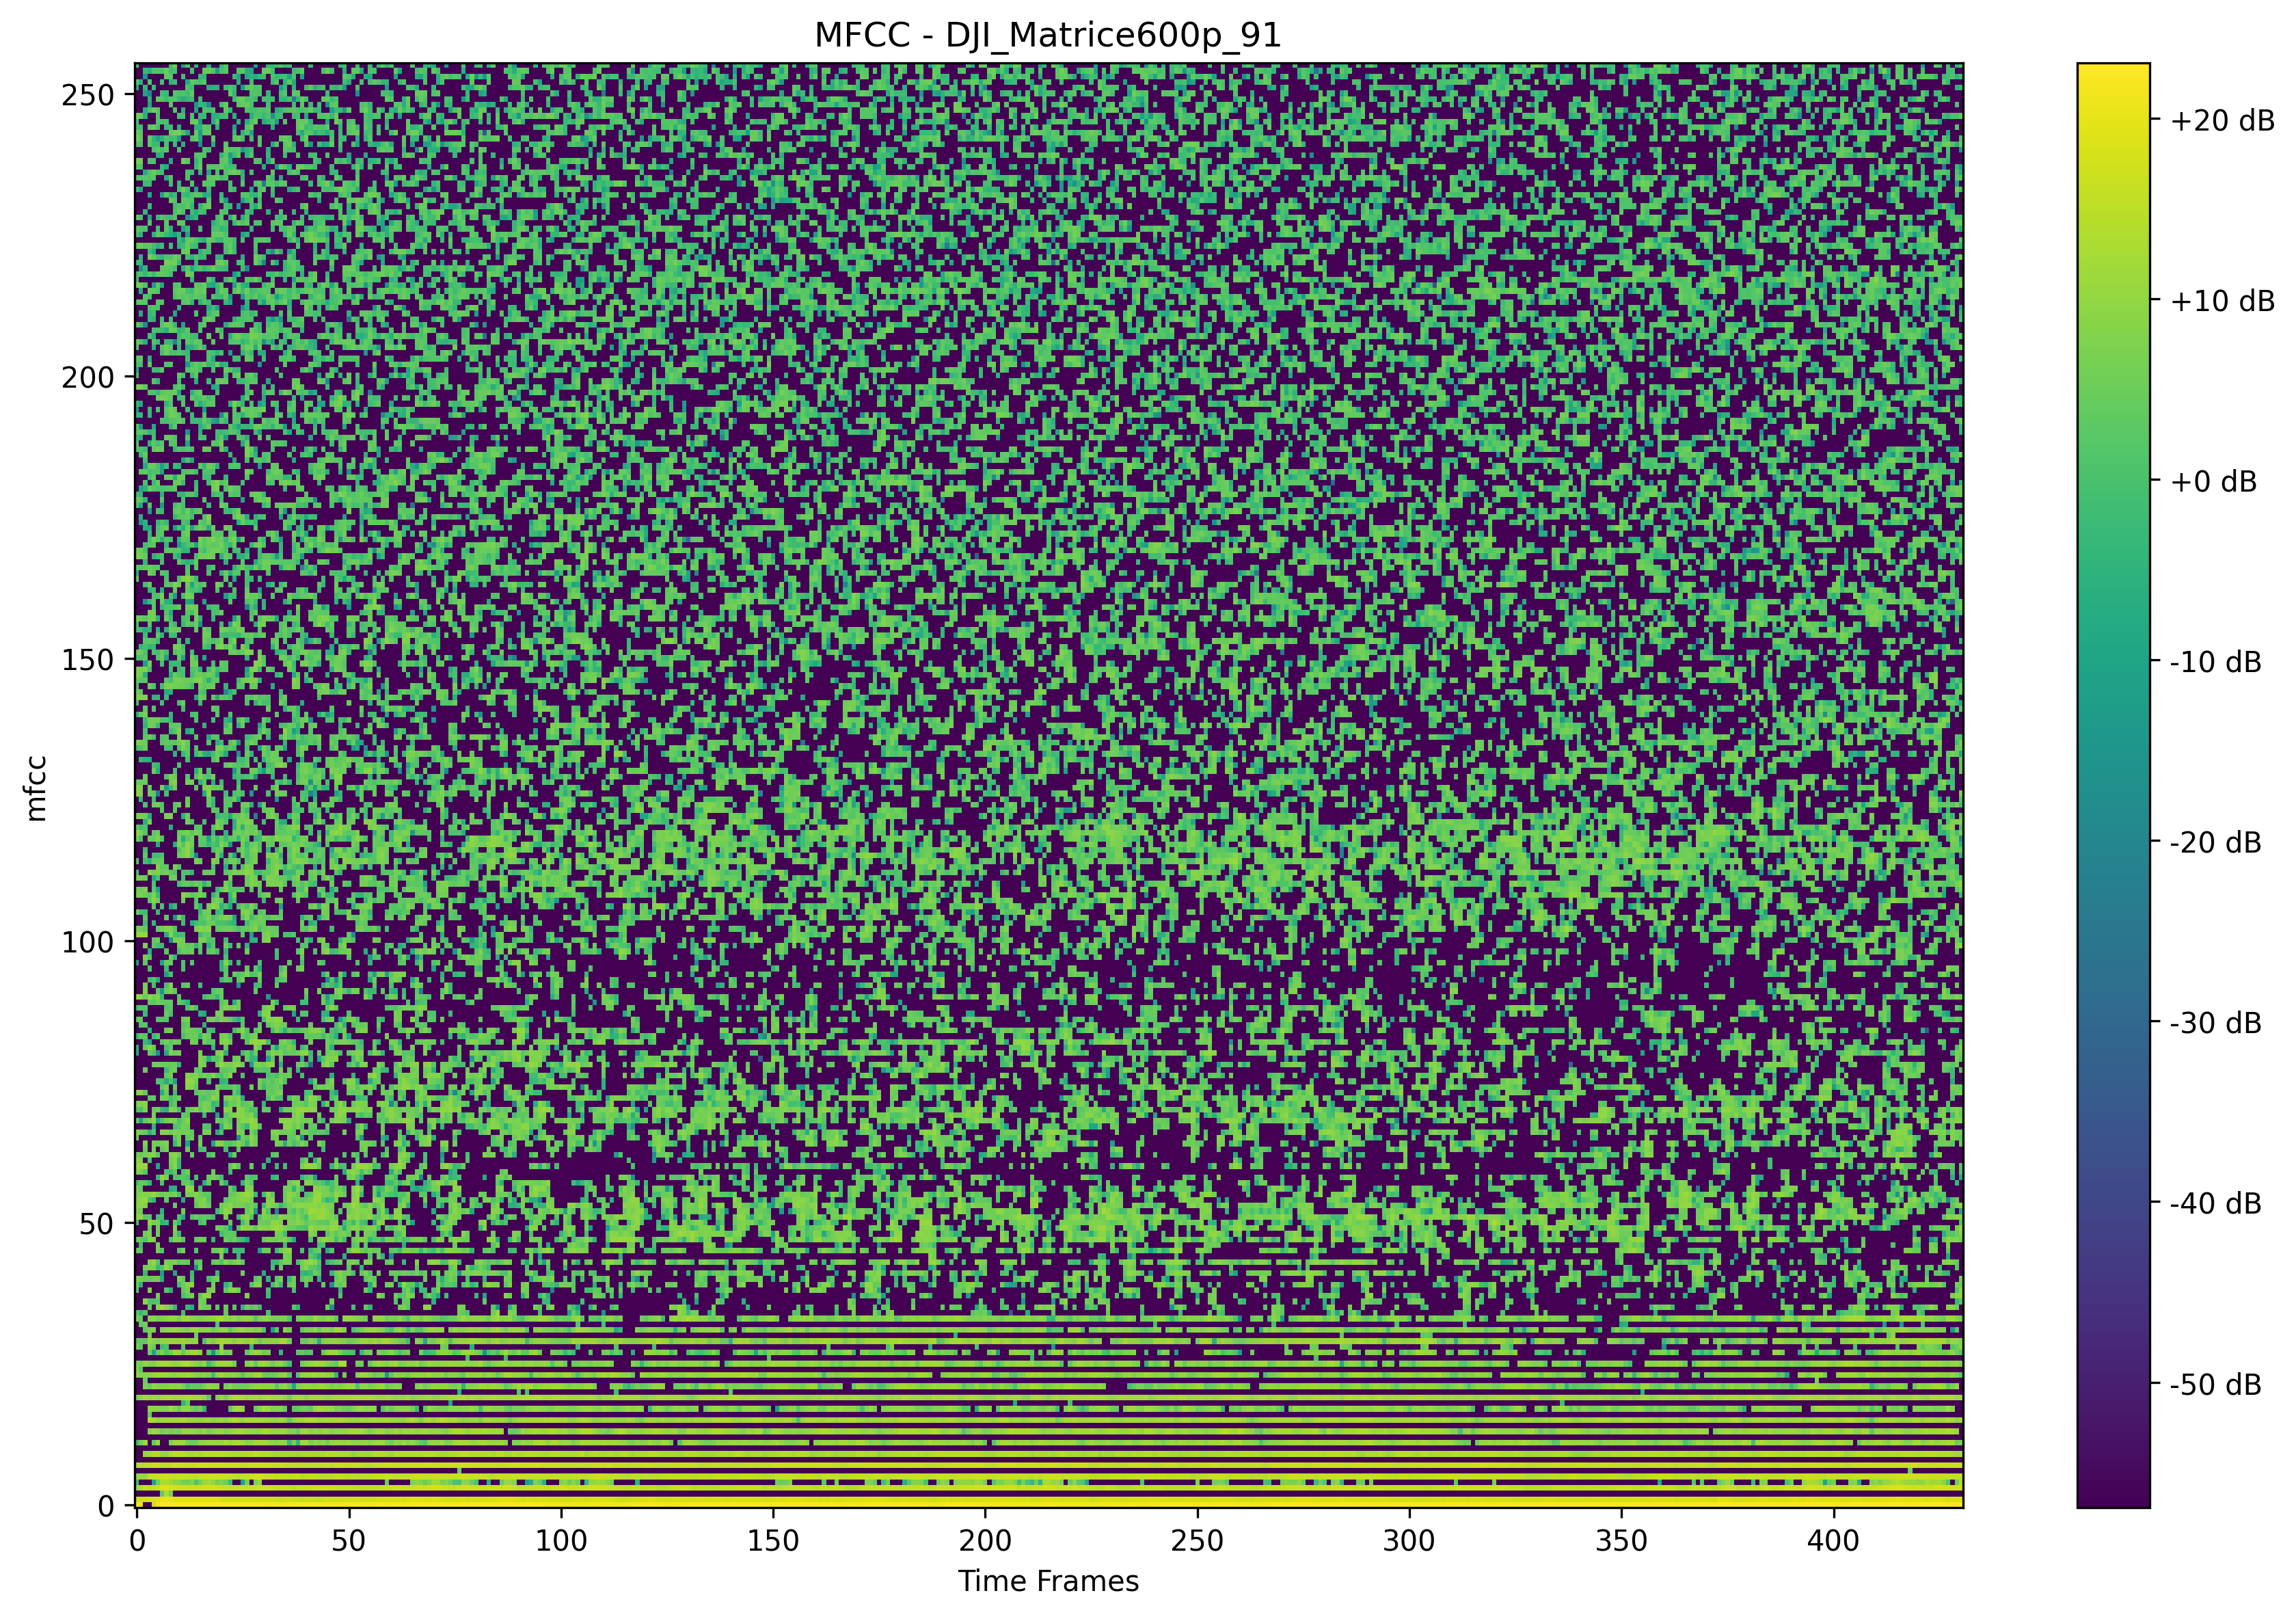 MFCC - DJI_Matrice600p_91
250
200
150
100
50
0
mfcc
0 50 100 150 200 250 300 350 400
Time Frames
+20 dB
+10 dB
+0 dB
-10 dB
-20 dB
-30 dB
-40 dB
-50 dB